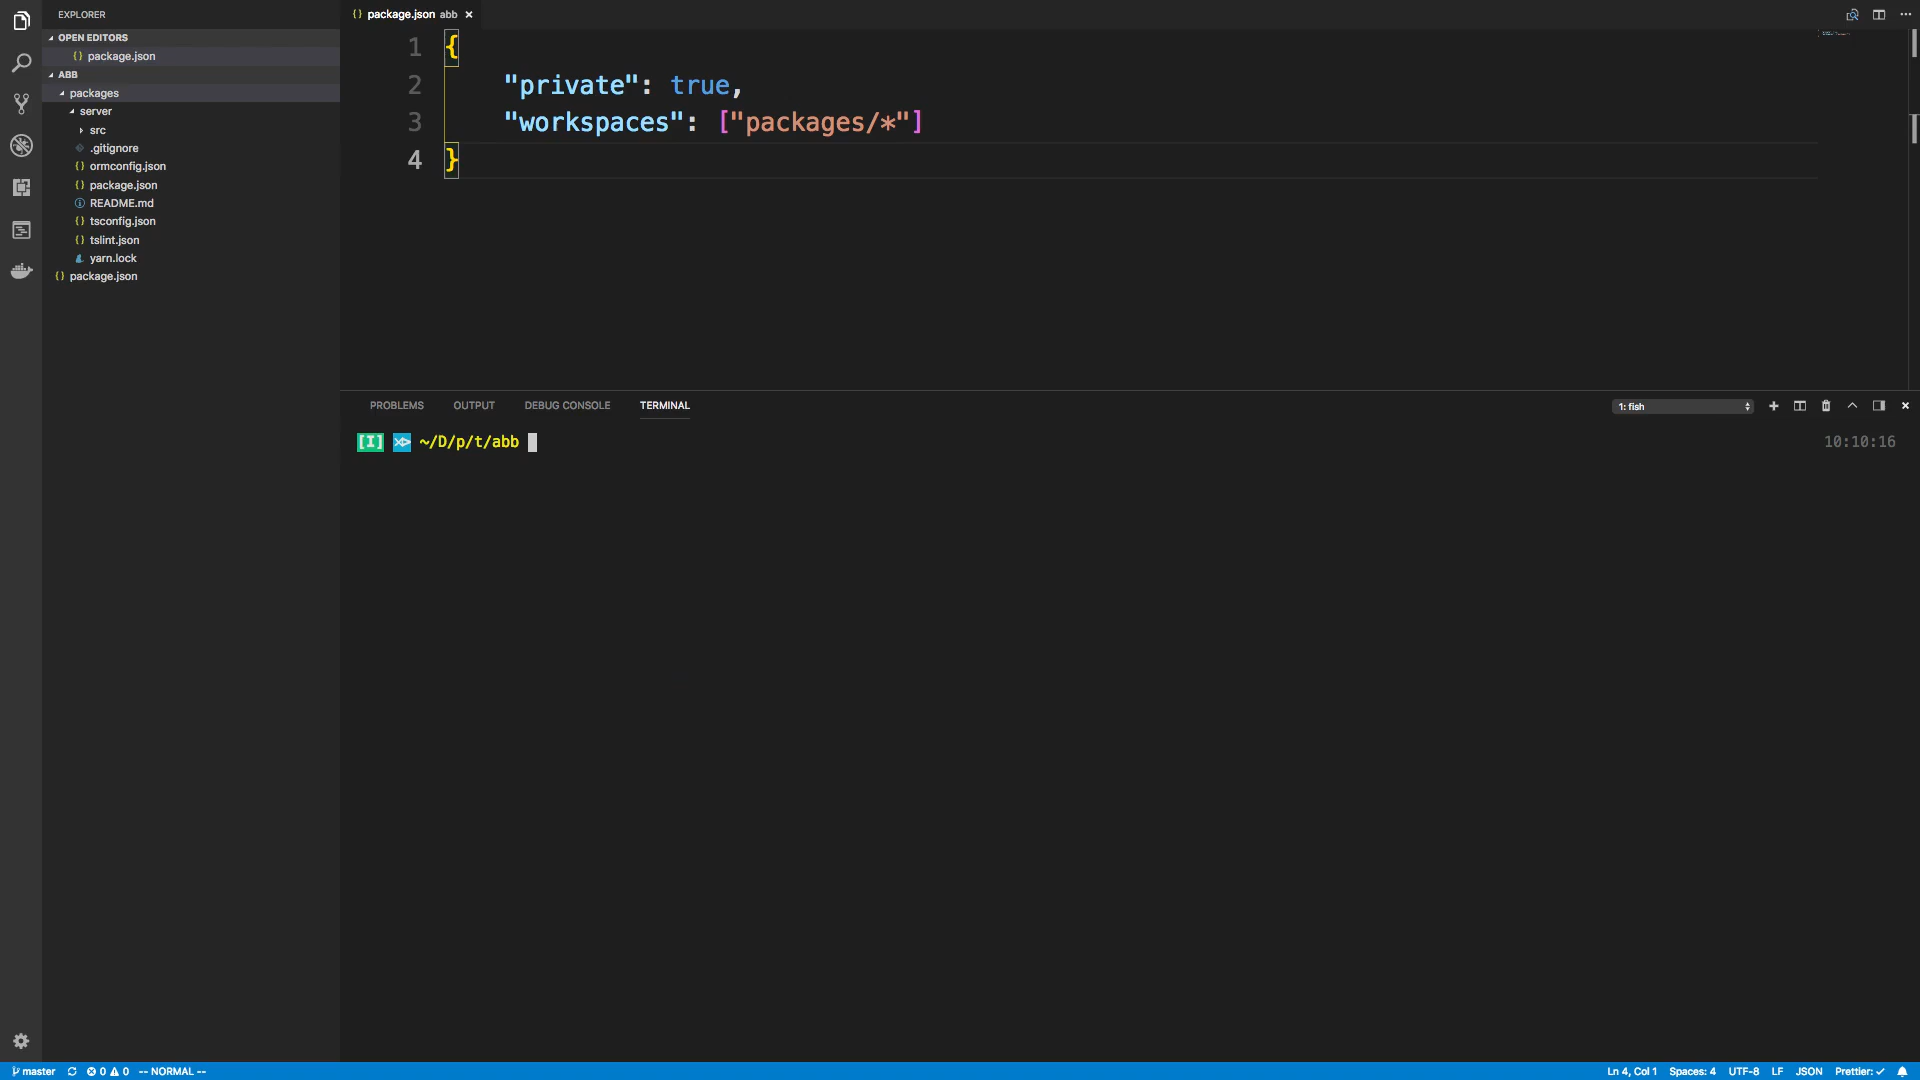 EXPLORER
OPEN EDITORS
{} package.json
ABB
packages
server
src
.gitignore
{} ormconfig.json
{} package.json
README.md
{} tsconfig.json
{} tslint.json
yarn.lock
{} package.json
{} package.json abb
1 {
2 "private": true,
3 "workspaces": ["packages/*"]
4 }
PROBLEMS OUTPUT DEBUG CONSOLE TERMINAL
1: fish
[I] ~/D/p/t/abb 10:10:16
master 0 0 -- NORMAL -- Ln 4, Col 1 Spaces: 4 UTF-8 LF JSON Prettier: ✓